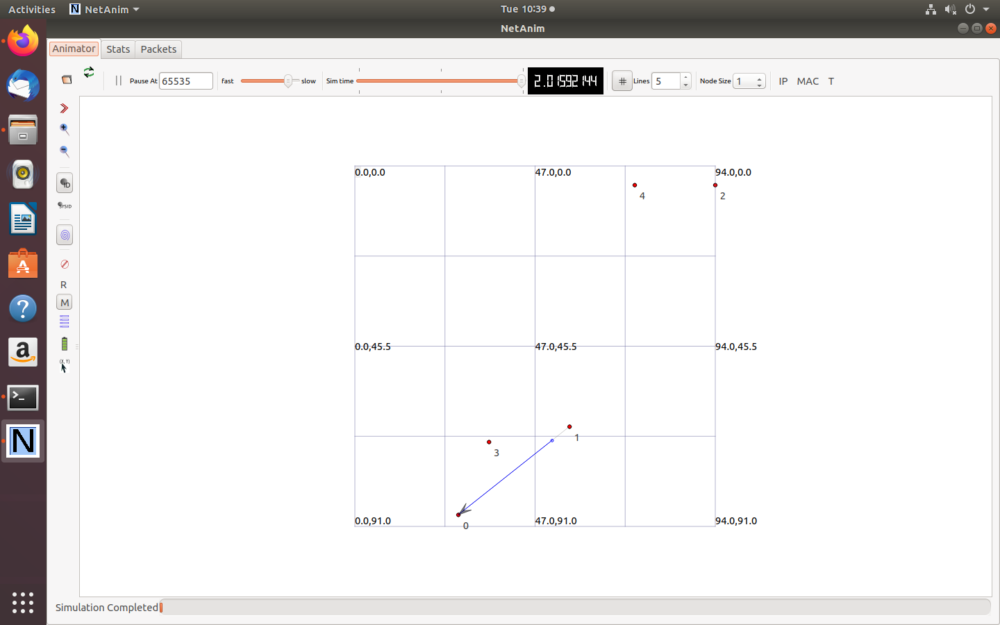 Activities NetAnim Tue 10:39
NetAnim
Animator Stats Packets
Pause At 65535 fast slow Sim time 2.01592144 # Lines 5 Node Size 1 IP MAC T
ID
SYSID
R
M
(X, Y)
0.0,0.0 47.0,0.0 94.0,0.0
4 2
0.0,45.5 47.0,45.5 94.0,45.5
1
3
0.0,91.0 47.0,91.0 94.0,91.0
0
Simulation Completed